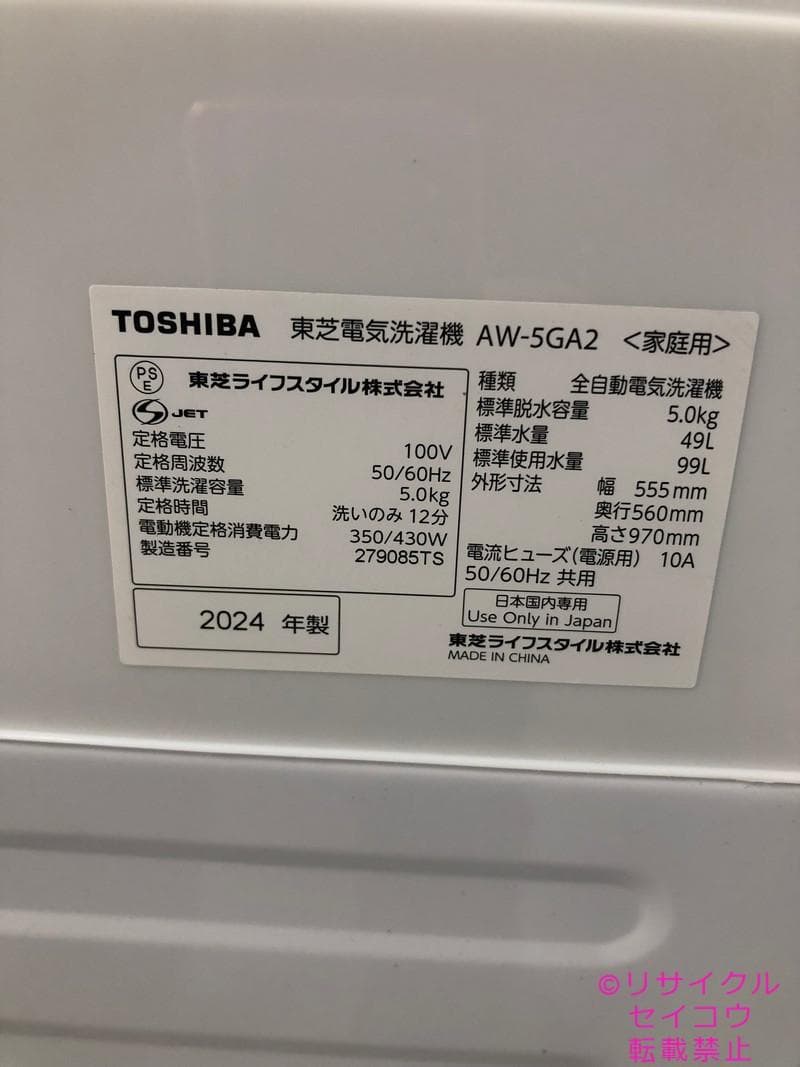 TOSHIBA 東芝電気洗濯機 AW-5GA2 <家庭用>
PS E 東芝ライフスタイル株式会社
S JET
定格電圧 100V
定格周波数 50/60Hz
標準洗濯容量 5.0kg
定格時間 洗いのみ 12分
電動機定格消費電力 350/430W
製造番号 279085TS
2024 年製
種類 全自動電気洗濯機
標準脱水容量 5.0kg
標準水量 49L
標準使用水量 99L
外形寸法 幅 555mm
奥行560mm
高さ970mm
電流ヒューズ(電源用) 10A
50/60Hz 共用
日本国内専用
Use Only in Japan
東芝ライフスタイル株式会社
MADE IN CHINA
©リサイクル
セイコウ
転載禁止